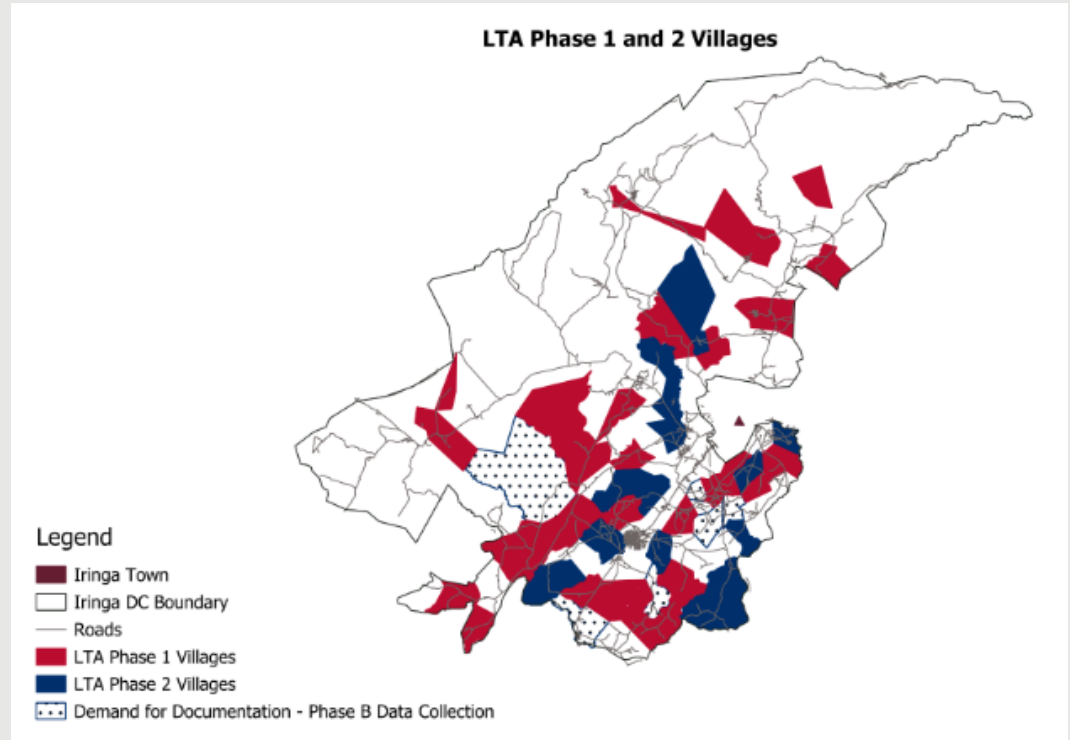 LTA Phase 1 and 2 Villages
Legend
Iringa Town
Iringa DC Boundary
Roads
LTA Phase 1 Villages
LTA Phase 2 Villages
Demand for Documentation - Phase B Data Collection